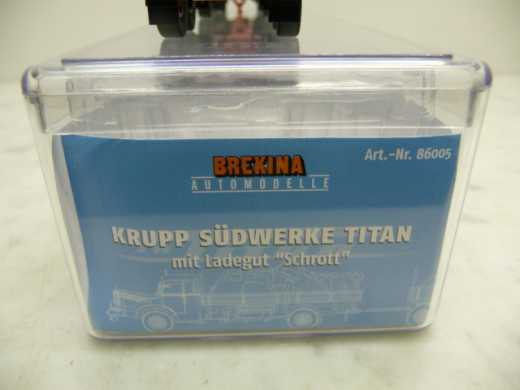 BREKINA
AUTOMODELLE
Art.-Nr. 86005
KRUPP SÜDWERKE TITAN
mit Ladegut "Schrott"